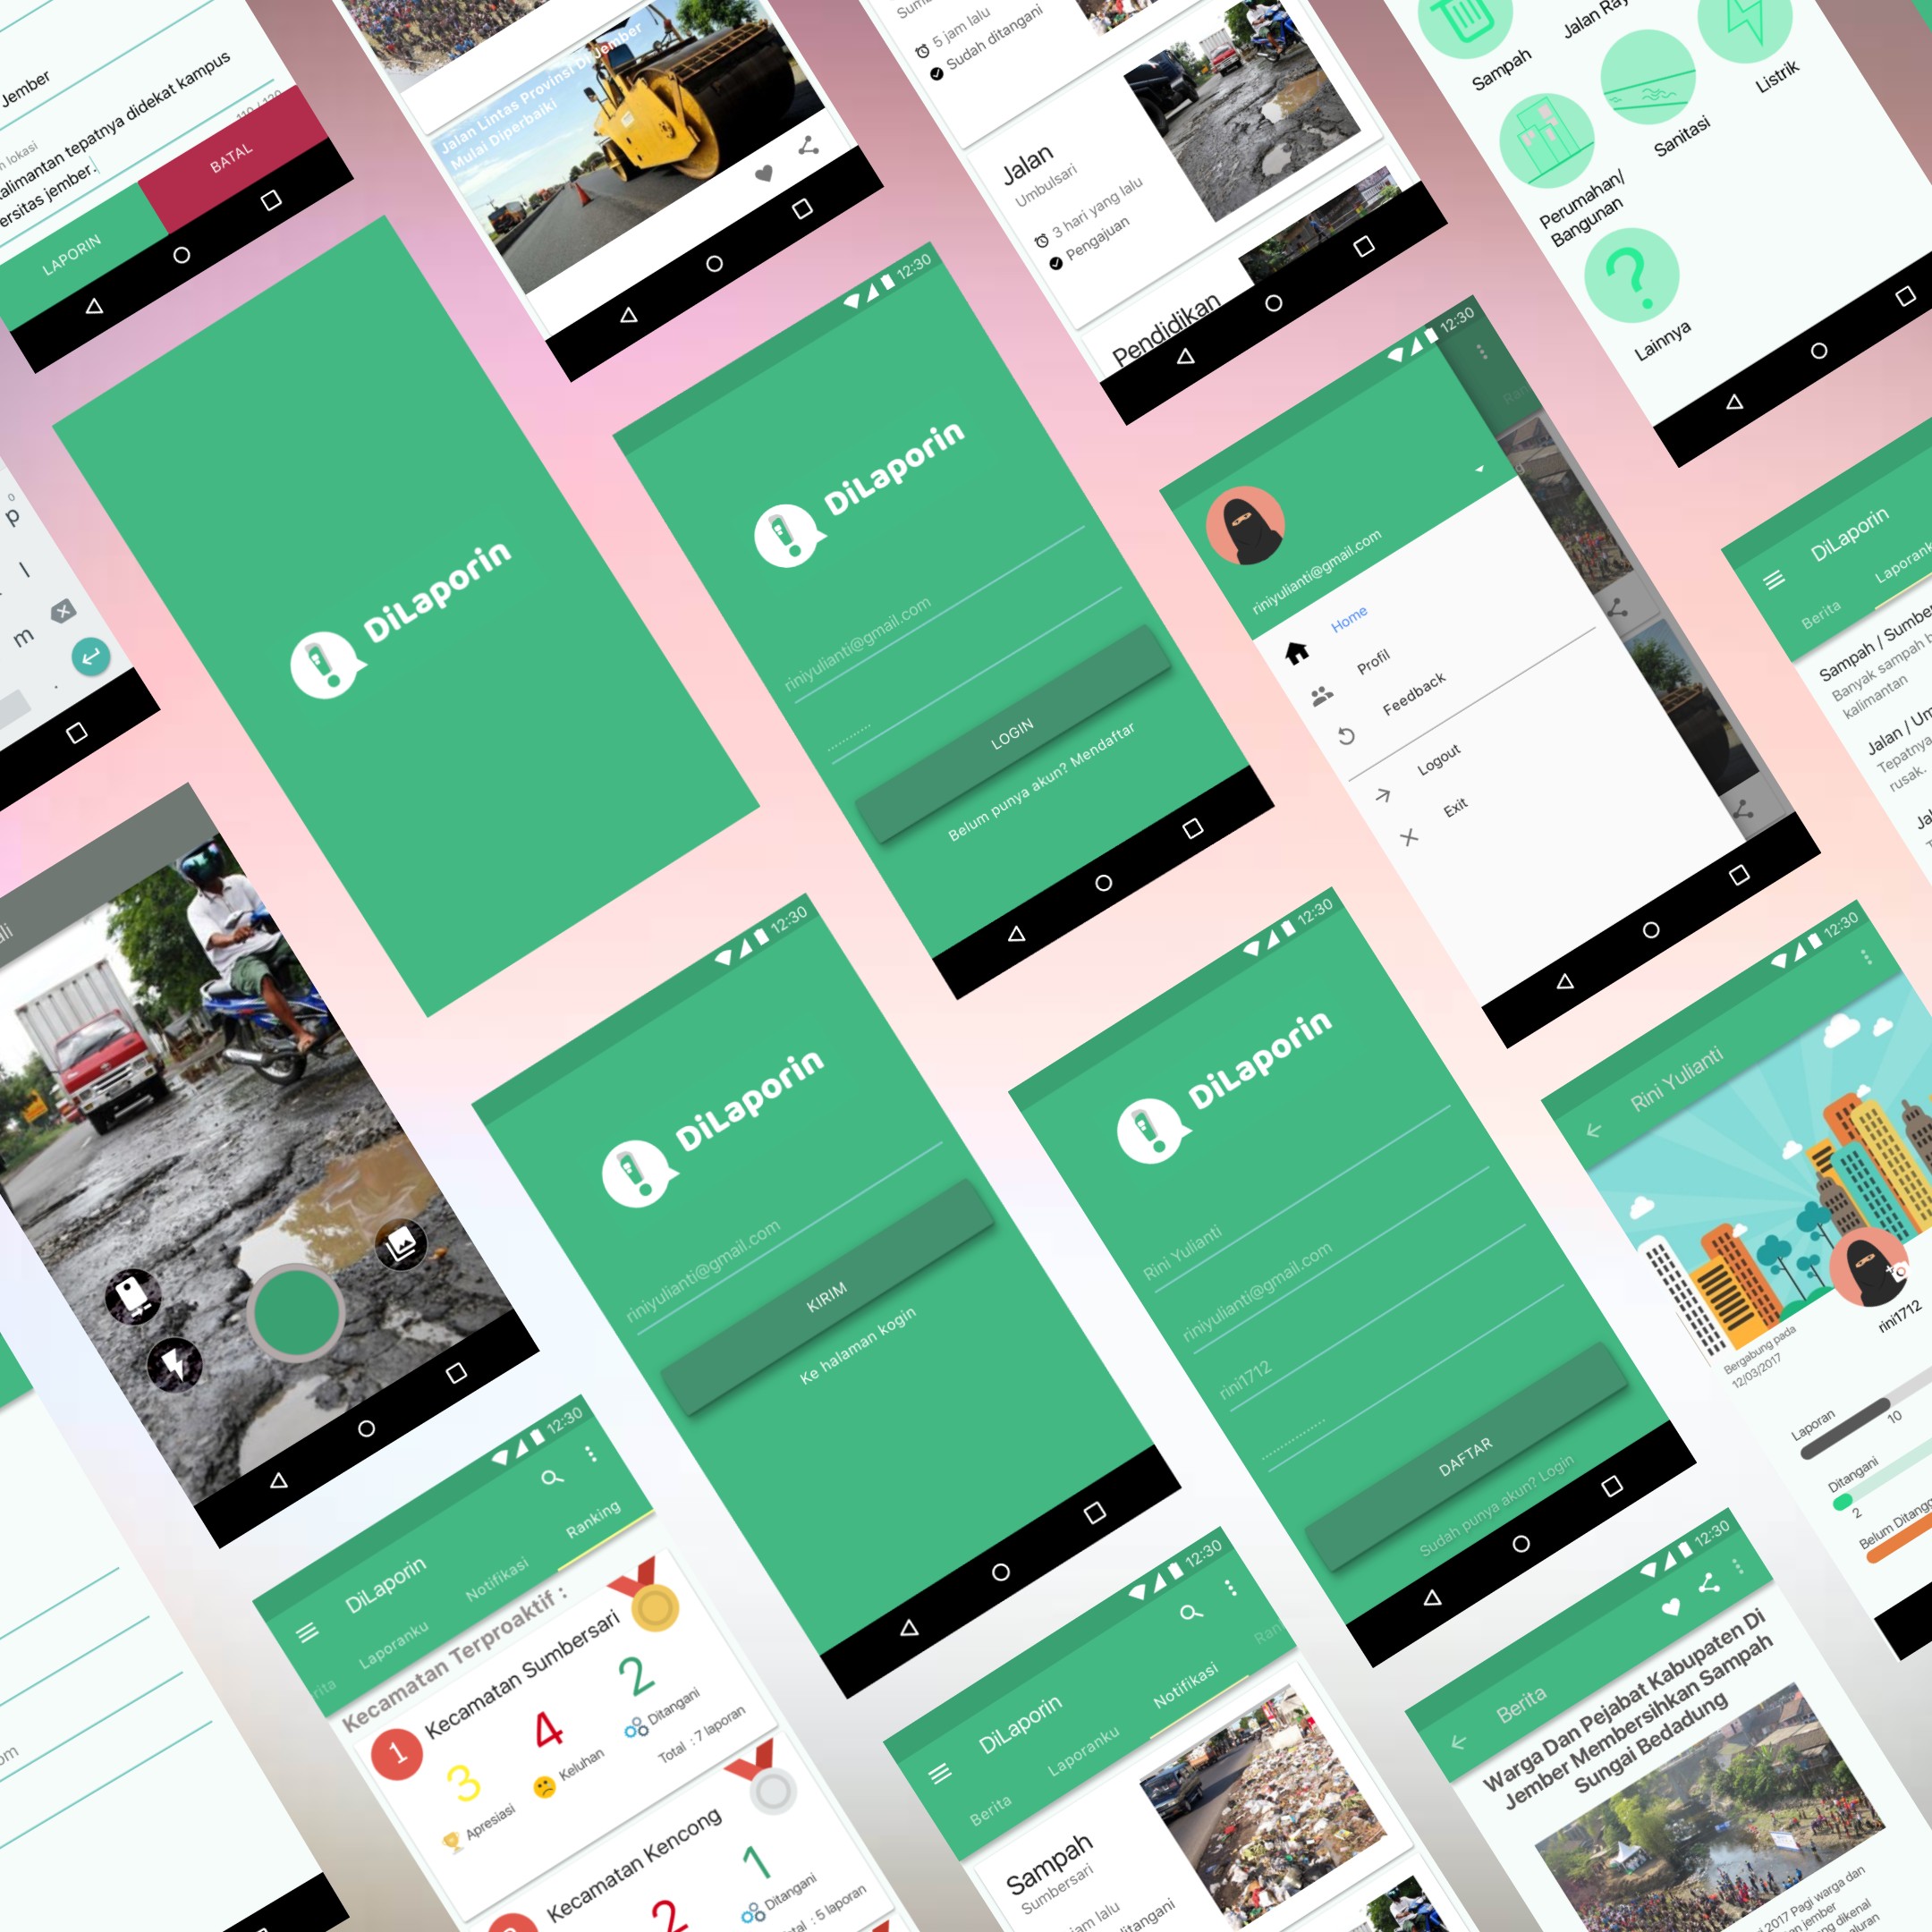 Jember
lokasi
alimantan tepatnya didekat kampus
ersitas jember.
LAPORIN
BATAL
Jalan Lintas Provinsi Di Jember
Mulai Diperbaiki
5 jam lalu
Sudah ditangani
Jalan
Umbulsari
3 hari yang lalu
Pengajuan
Pendidikan
Sampah
Jalan Ray
Listrik
Sanitasi
Perumahan/
Bangunan
Lainnya
p
l
m
DiLaporin
12:30
DiLaporin
riniyulianti@gmail.com
LOGIN
Belum punya akun? Mendaftar
12:30
riniyulianti@gmail.com
Home
Profil
Feedback
Logout
Exit
DiLaporin
Berita
Laporank
Sampah / Sumbe
Banyak sampah b
kalimantan
Jalan / Um
Tepatnya
rusak.
12:30
DiLaporin
riniyulianti@gmail.com
KIRIM
Ke halaman kogin
12:30
DiLaporin
Rini Yulianti
riniyulianti@gmail.com
rini1712
DAFTAR
Sudah punya akun? Login
12:30
Rini Yulianti
rini1712
Bergabung pada
12/03/2017
Laporan
10
Ditangani
2
Belum Ditangg
12:30
DiLaporin
rita
Laporanku
Notifikasi
Ranking
Kecamatan Terproaktif :
1
Kecamatan Sumbersari
3
4
2
Apresiasi
Keluhan
Ditangani
Total : 7 laporan
Kecamatan Kencong
2
1
Ditangani
tal : 5 laporan
12:30
DiLaporin
Berita
Laporanku
Notifikasi
Ran
Sampah
Sumbersari
jam lalu
ditangani
12:30
Berita
Warga Dan Pejabat Kabupaten Di
Jember Membersihkan Sampah
Sungai Bedadung
2017 Pagi warga dan
jember
yang dikenal